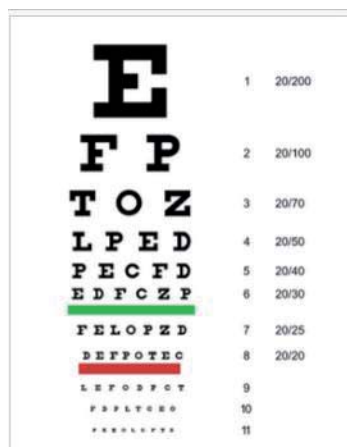 E 1 20/200
F P 2 20/100
T O Z 3 20/70
L P E D 4 20/50
P E C F D 5 20/40
E D F C Z P 6 20/30
F E L O P Z D 7 20/25
D E F P O T E C 8 20/20
L E F O D P C T 9
F D P L T C E O 10
11